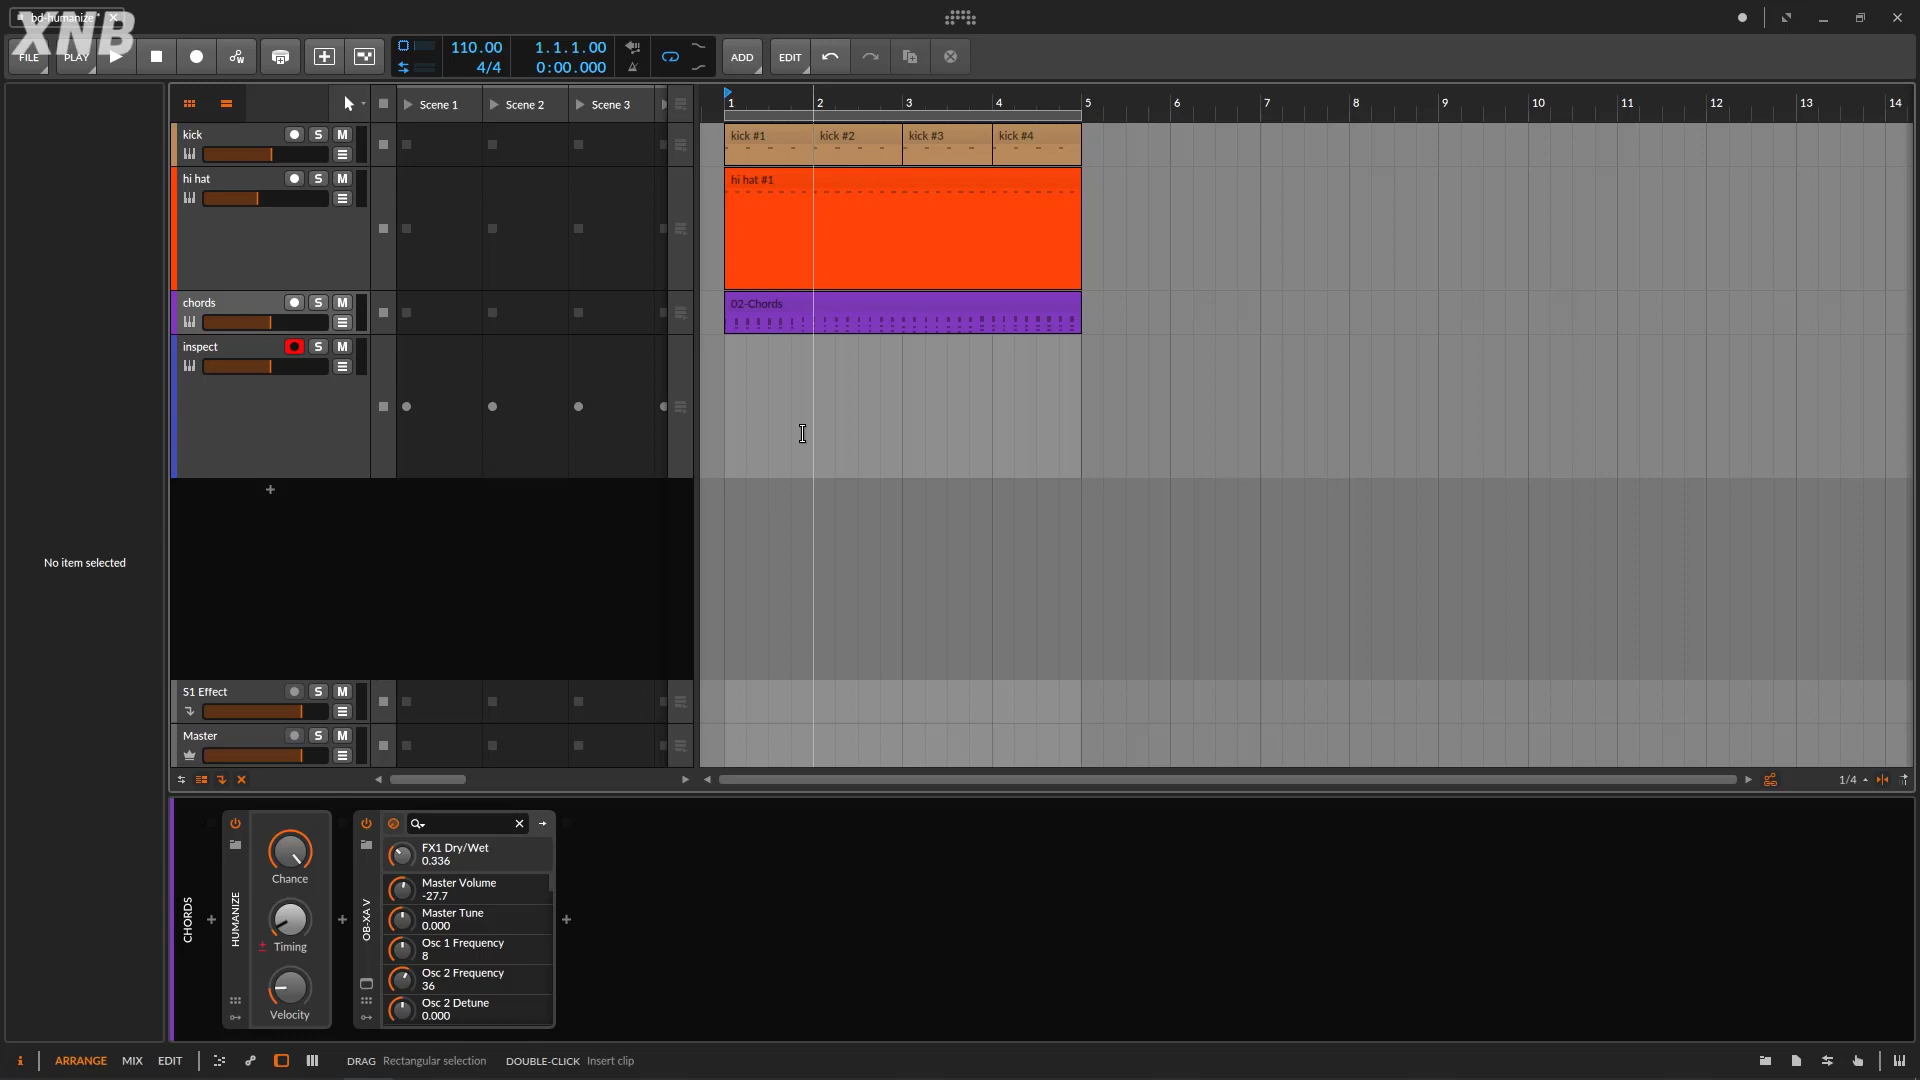 bd-humanize *
XNB
FILE
PLAY
110.00
4/4
1.1.1.00
0:00.000
ADD
EDIT
Scene 1
Scene 2
Scene 3
1 2 3 4 5 6 7 8 9 10 11 12 13 14
kick
S M
kick #1
kick #2
kick #3
kick #4
hi hat
S M
hi hat #1
chords
S M
02-Chords
inspect
S M
No item selected
S1 Effect
S M
Master
S M
1/4
CHORDS
HUMANIZE
Chance
Timing
Velocity
OB-XA V
FX1 Dry/Wet
0.336
Master Volume
-27.7
Master Tune
0.000
Osc 1 Frequency
8
Osc 2 Frequency
36
Osc 2 Detune
0.000
i
ARRANGE
MIX
EDIT
DRAG Rectangular selection
DOUBLE-CLICK Insert clip